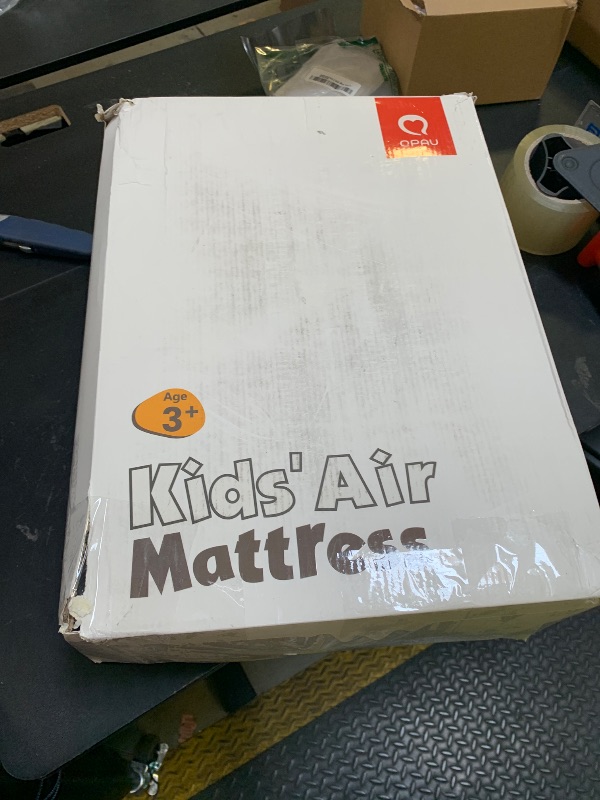 OPAU
Age
3+
Kids' Air
Mattress